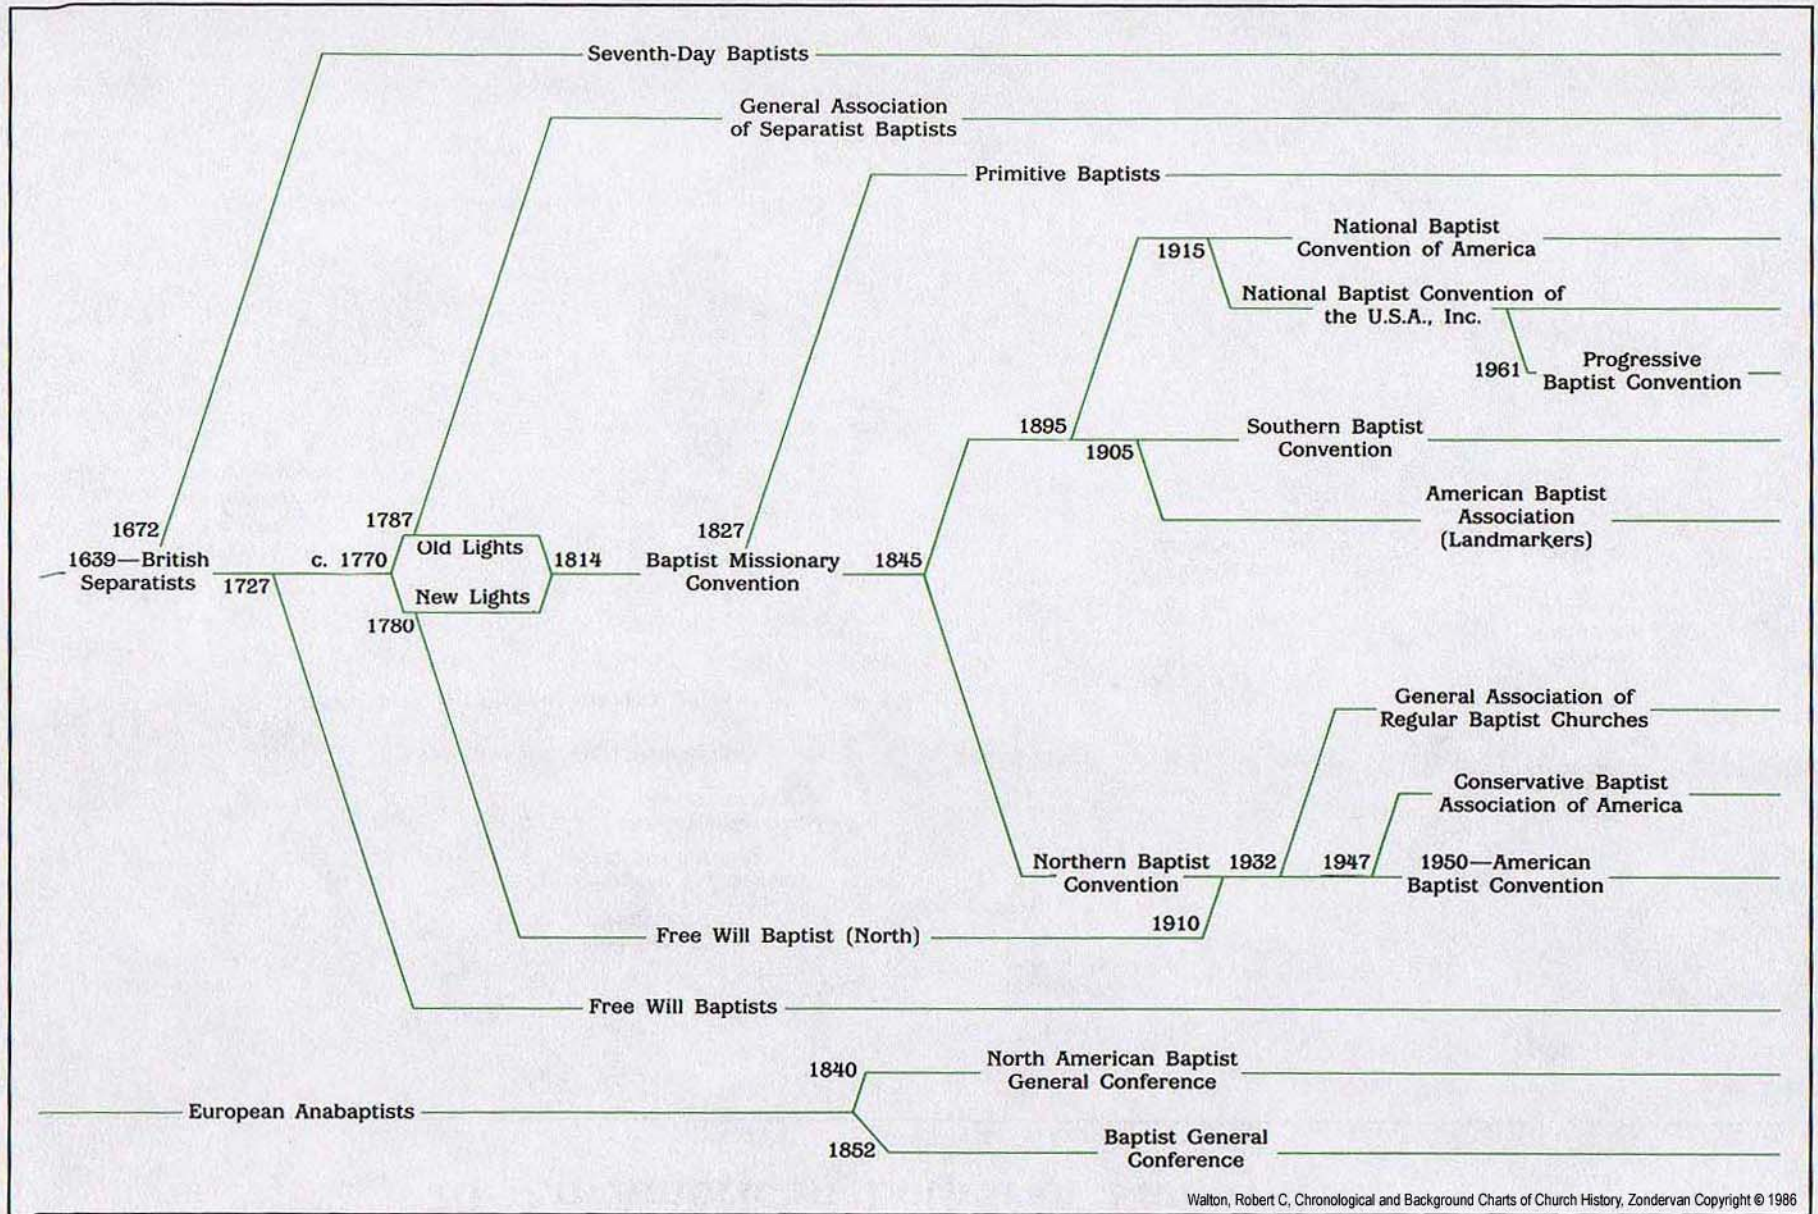 Seventh-Day Baptists
General Association
of Separatist Baptists
Primitive Baptists
National Baptist
Convention of America
1915
National Baptist Convention of
the U.S.A., Inc.
1961
Progressive
Baptist Convention
1895
Southern Baptist
Convention
1905
American Baptist
Association
(Landmarkers)
1672
1639—British
Separatists
1727
c. 1770
1787
Old Lights
New Lights
1780
1814
1827
Baptist Missionary
Convention
1845
General Association of
Regular Baptist Churches
Conservative Baptist
Association of America
Northern Baptist
Convention
1932
1947
1950—American
Baptist Convention
1910
Free Will Baptist (North)
Free Will Baptists
1840
North American Baptist
General Conference
European Anabaptists
1852
Baptist General
Conference
Walton, Robert C, Chronological and Background Charts of Church History, Zondervan Copyright © 1986